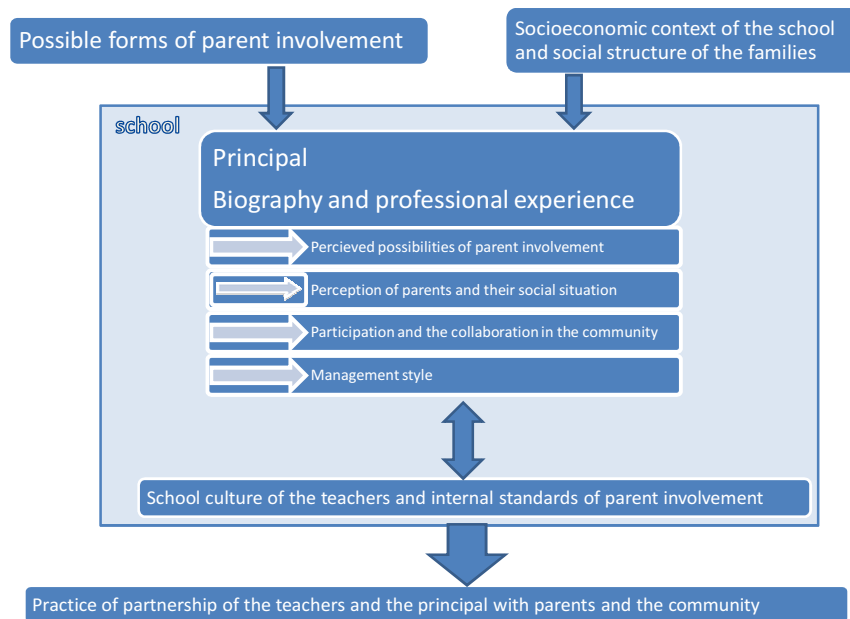 Possible forms of parent involvement
Socioeconomic context of the school
and social structure of the families
school
Principal
Biography and professional experience
Percieved possibilities of parent involvement
Perception of parents and their social situation
Participation and the collaboration in the community
Management style
School culture of the teachers and internal standards of parent involvement
Practice of partnership of the teachers and the principal with parents and the community